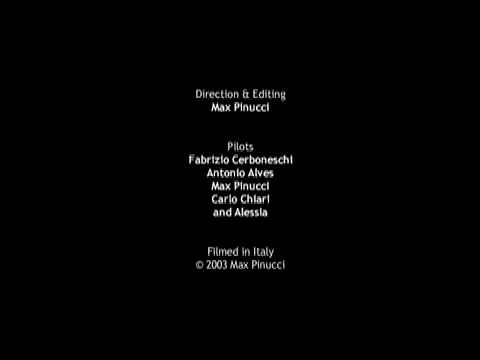 Direction & Editing
Max Pinucci
Pilots
Fabrizio Cerboneschi
Antonio Alves
Max Pinucci
Carlo Chiari
and Alessia
Filmed in Italy
© 2003 Max Pinucci